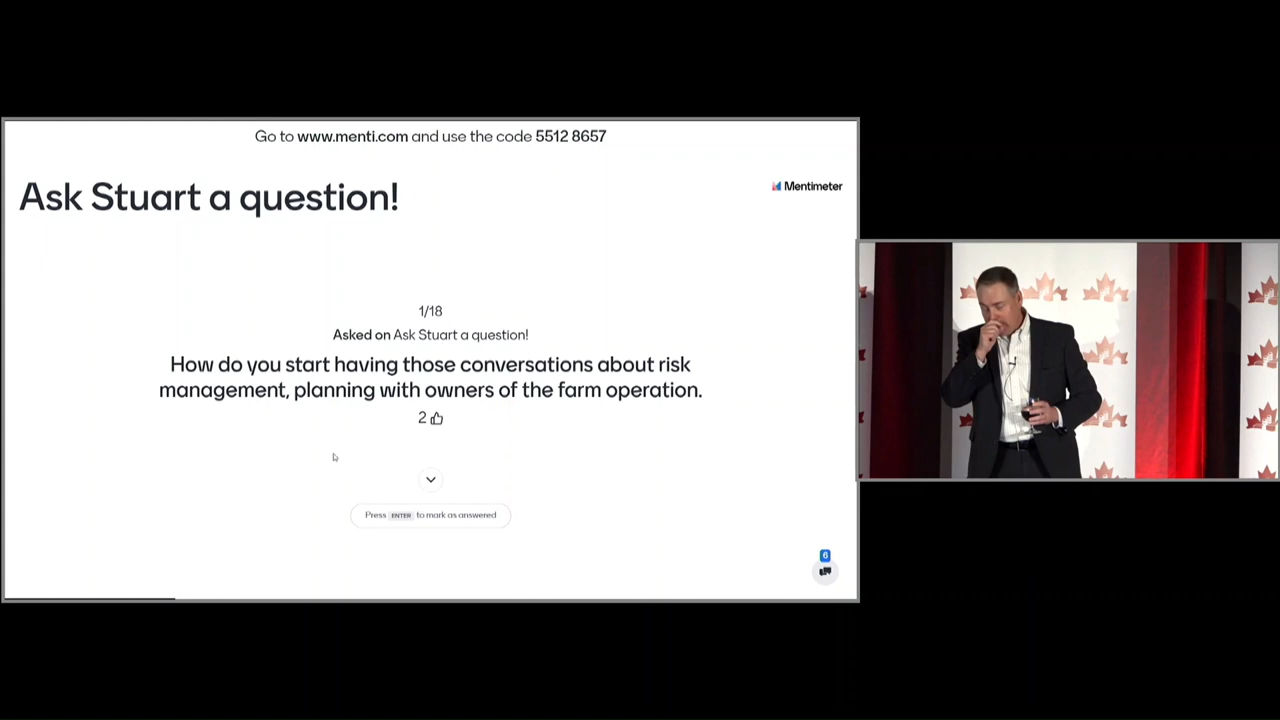 Go to www.menti.com and use the code 5512 8657
Ask Stuart a question!
Mentimeter
1/18
Asked on Ask Stuart a question!
How do you start having those conversations about risk
management, planning with owners of the farm operation.
2
Press ENTER to mark as answered
6